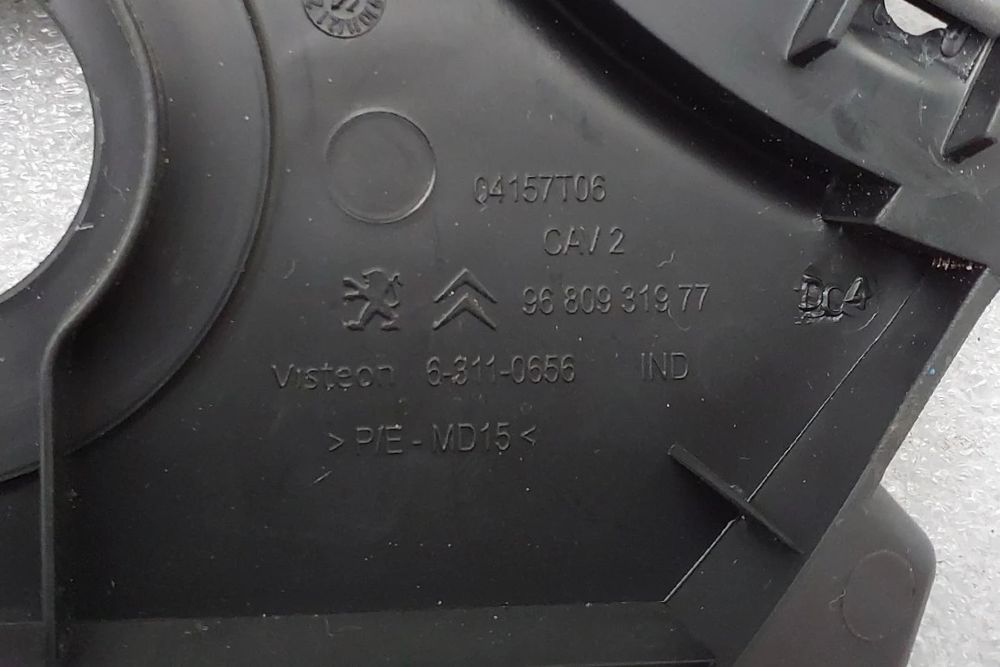 04157T06
CAV 2
96 809 319 77
DC4
Visteon 6-311-0656 IND
> P/E - MD15 <